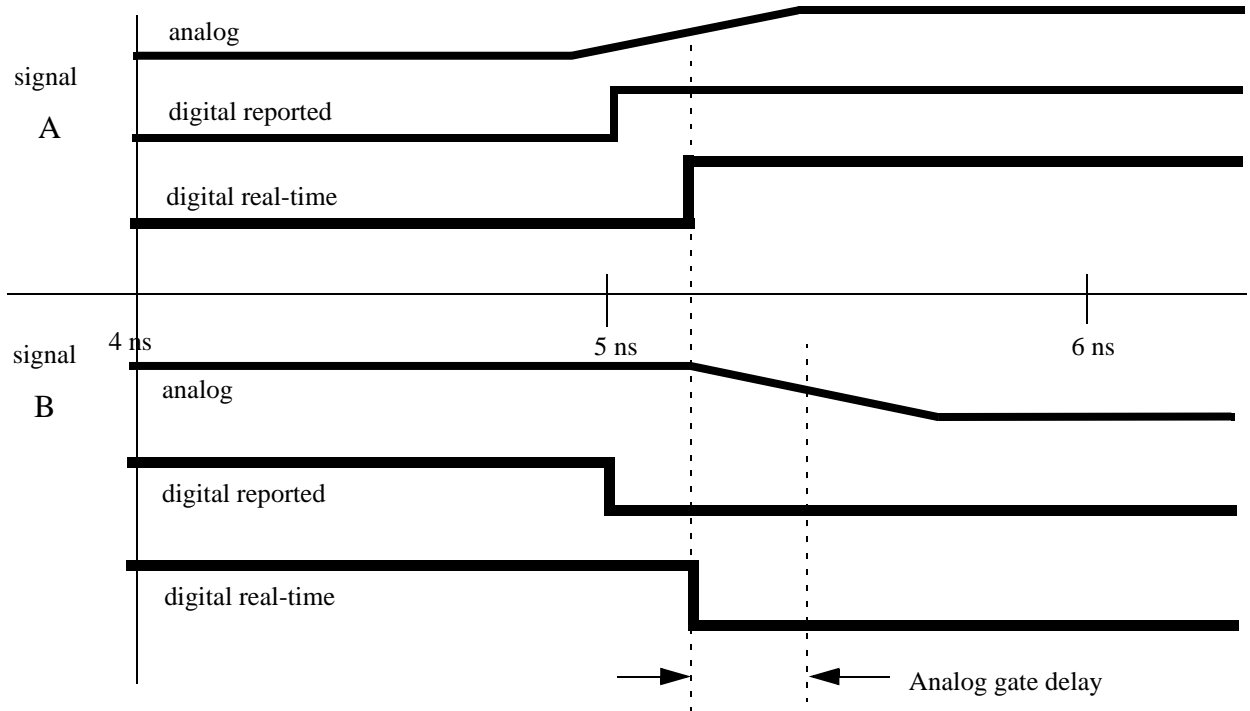 analog
signal
A
digital reported
digital real-time
4 ns
5 ns
6 ns
signal
B
analog
digital reported
digital real-time
Analog gate delay